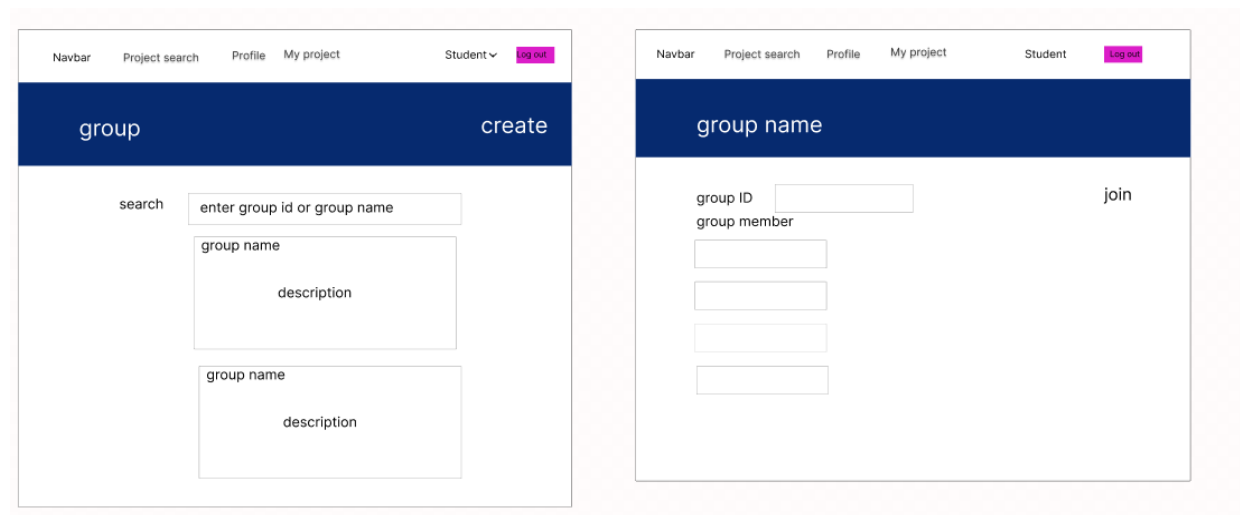 Navbar Project search Profile My project Student Log out
group create
search enter group id or group name
group name
description
group name
description
Navbar Project search Profile My project Student Log out
group name
group ID join
group member